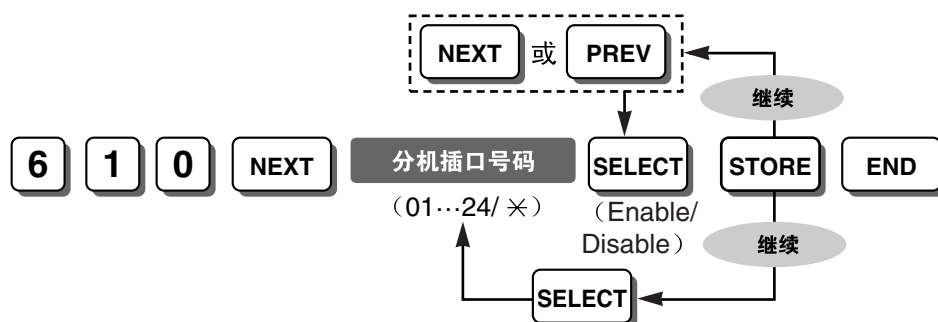 NEXT 或 PREV
继续
6 1 0 NEXT 分机插口号码 SELECT STORE END
(01…24/ ✳) (Enable/
Disable)
继续
SELECT